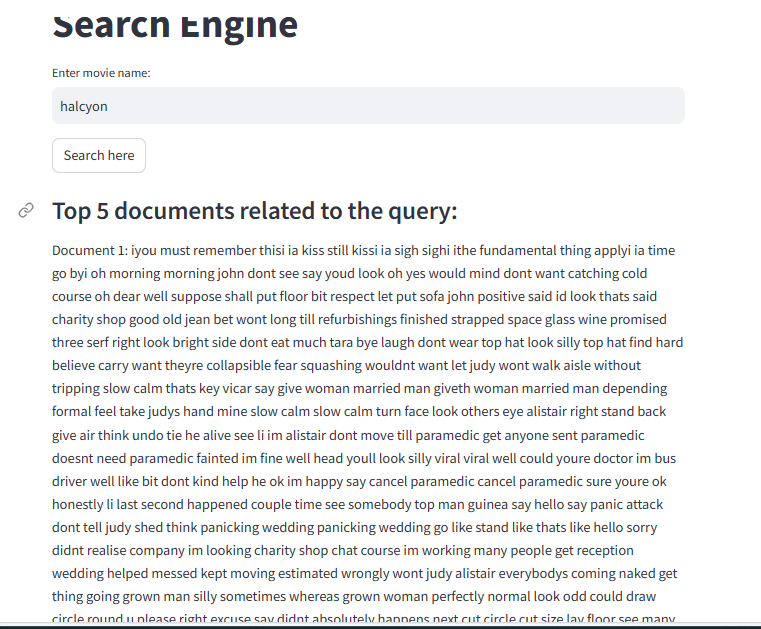 Search Engine
Enter movie name:
halcyon
Search here
Top 5 documents related to the query:
Document 1: iyou must remember thisi ia kiss still kissi ia sigh sighi ithe fundamental thing applyi ia time
go byi oh morning morning john dont see say youd look oh yes would mind dont want catching cold
course oh dear well suppose shall put floor bit respect let put sofa john positive said id look thats said
charity shop good old jean bet wont long till refurbishings finished strapped space glass wine promised
three serf right look bright side dont eat much tara bye laugh dont wear top hat look silly top hat find hard
believe carry want theyre collapsible fear squashing wouldnt want let judy wont walk aisle without
tripping slow calm thats key vicar say give woman married man giveth woman married man depending
formal feel take judys hand mine slow calm slow calm turn face look others eye alistair right stand back
give air think undo tie he alive see li im alistair dont move till paramedic get anyone sent paramedic
doesnt need paramedic fainted im fine well head youll look silly viral viral well could youre doctor im bus
driver well like bit dont kind help he ok im happy say cancel paramedic cancel paramedic sure youre ok
honestly li last second happened couple time see somebody top man guinea say hello say panic attack
dont tell judy shed think panicking wedding panicking wedding go like stand like thats like hello sorry
didnt realise company im looking charity shop chat course im working many people get reception
wedding helped messed kept moving estimated wrongly wont judy alistair everybodys coming naked get
thing going grown man silly sometimes whereas grown woman perfectly normal look odd could draw
circle round u please right excuse say didnt absolutely happens next cut circle cut size lay floor see many